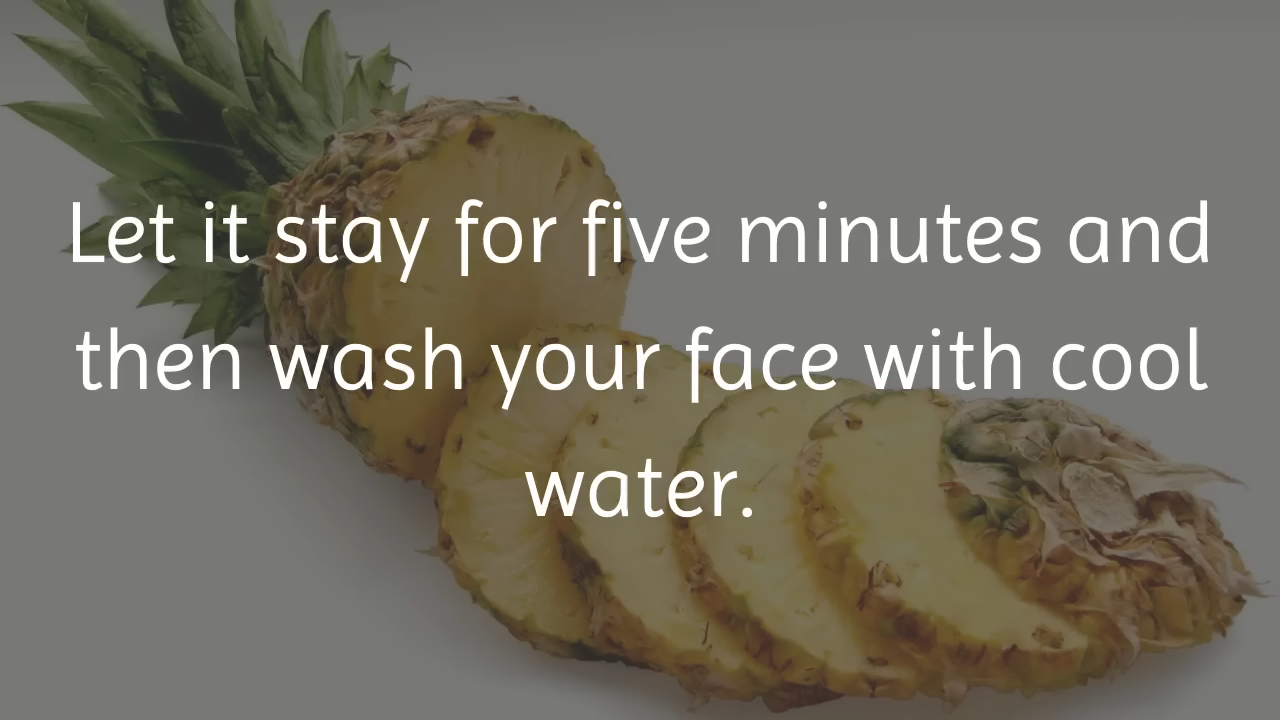 Let it stay for five minutes and
then wash your face with cool
water.